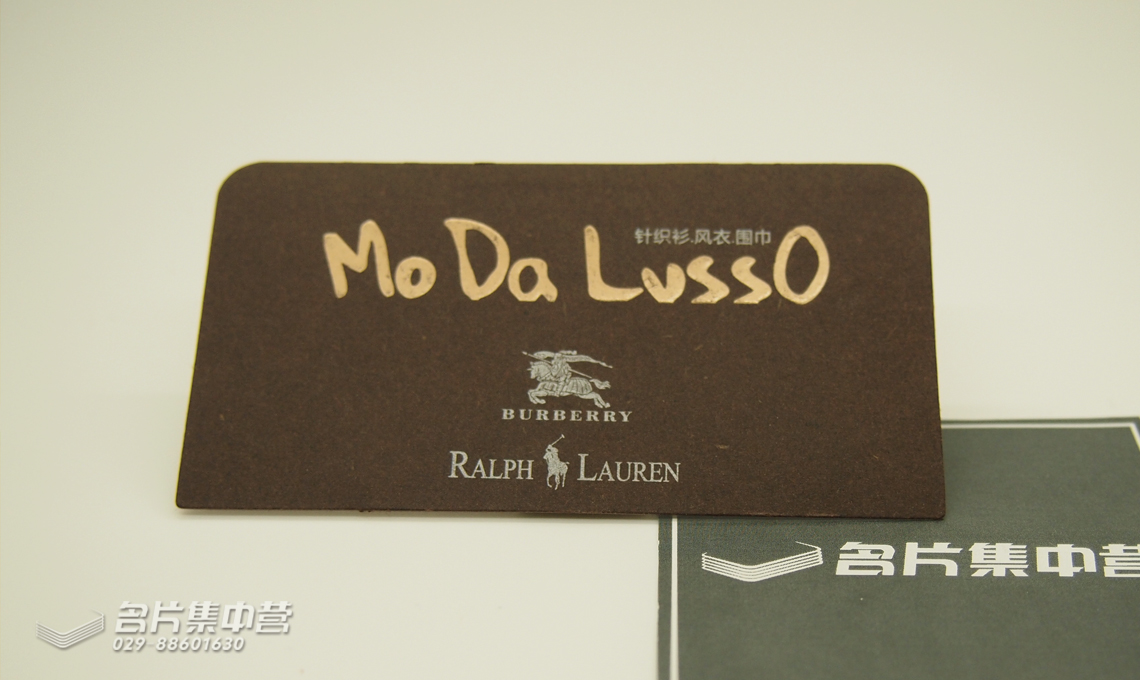 针织衫.风衣.围巾
Mo Da LussO
BURBERRY
RALPH LAUREN
名片集中营
名片集中营
029-88601630